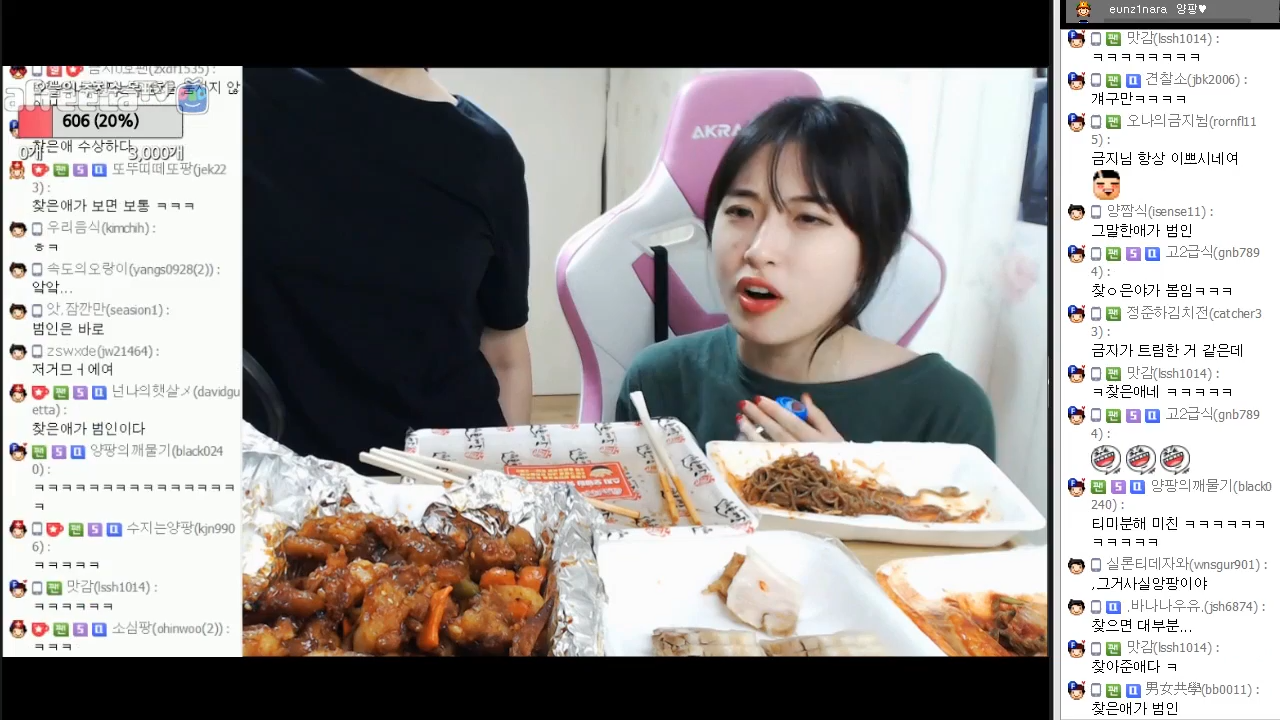 606 (20%)
0개
3,000개
찾은애 수상하다
또뚜띠떼또팡(jek22
3) :
찾은애가 보면 보통 ㅋㅋㅋ
우리음식(kimchih) :
ㅎㅋ
속도의오랑이(yangs0928(2)) :
악악...
앗,잠깐만(seasion1) :
범인은 바로
zswxde(jw21464) :
저거므ㅓ에여
넌나의햇살ㅅ(davidgu
etta) :
찾은애가 범인이다
양팡의깨물기(black024
0) :
ㅋㅋㅋㅋㅋㅋㅋㅋㅋㅋㅋㅋㅋㅋㅋ
ㅋ
수지는양팡(kjn990
6) :
ㅋㅋㅋㅋㅋ
맛감(lssh1014) :
ㅋㅋㅋㅋㅋㅋ
소심팡(ohinwoo(2)) :
ㅋㅋㅋ
AKRA
eunz1nara 양팡♥
맛감(lssh1014) :
ㅋㅋㅋㅋㅋㅋㅋㅋ
견찰소(jbk2006) :
걔구만ㅋㅋㅋㅋ
오나의금지뉨(rornfl11
5) :
금지님 항상 이쁘시네여
양짬식(isense11) :
그말한애가 범인
고2급식(gnb789
4) :
찾ㅇ은야가 봄임ㅋㅋㅋ
정준하김치전(catcher3
3) :
금지가 트림한 거 같은데
맛감(lssh1014) :
ㅋ찾은애네 ㅋㅋㅋㅋㅋ
고2급식(gnb789
4) :
양팡의깨물기(black0
240) :
티미분해 미친 ㅋㅋㅋㅋㅋㅋ
ㅋㅋㅋㅋㅋ
실론티데자와(wnsgur901) :
,그거사실양팡이야
,바나나우유,(jsh6874) :
찾으면 대부분...
맛감(lssh1014) :
찾아준애다 ㅋ
男女共學(bb0011) :
찾은애가 범인